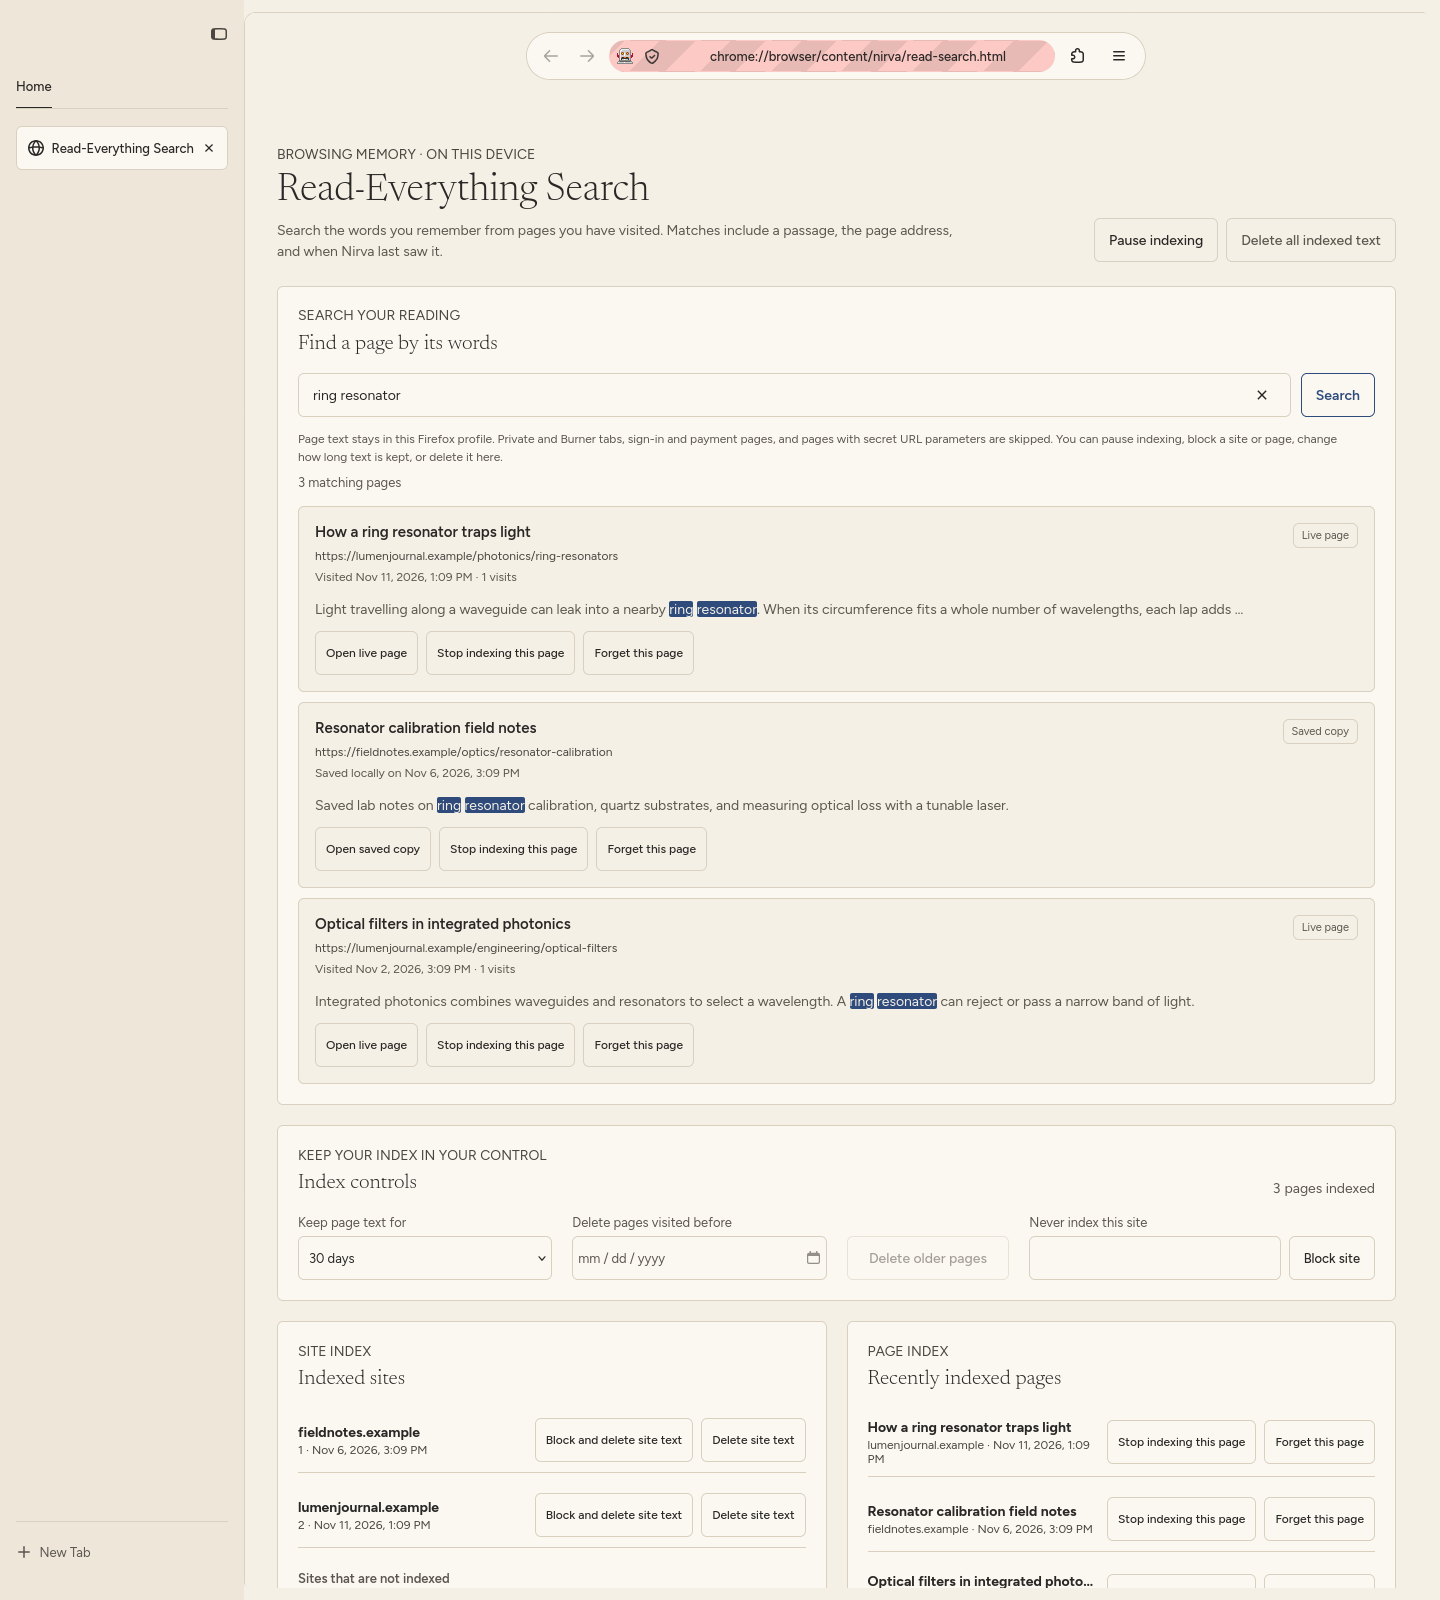 Home
Read-Everything Search
New Tab
chrome://browser/content/nirva/read-search.html
BROWSING MEMORY · ON THIS DEVICE
Read-Everything Search
Search the words you remember from pages you have visited. Matches include a passage, the page address,
and when Nirva last saw it.
Pause indexing
Delete all indexed text
SEARCH YOUR READING
Find a page by its words
ring resonator
Search
Page text stays in this Firefox profile. Private and Burner tabs, sign-in and payment pages, and pages with secret URL parameters are skipped. You can pause indexing, block a site or page, change
how long text is kept, or delete it here.
3 matching pages
How a ring resonator traps light
Live page
https://lumenjournal.example/photonics/ring-resonators
Visited Nov 11, 2026, 1:09 PM · 1 visits
Light travelling along a waveguide can leak into a nearby ring resonator. When its circumference fits a whole number of wavelengths, each lap adds ...
Open live page
Stop indexing this page
Forget this page
Resonator calibration field notes
Saved copy
https://fieldnotes.example/optics/resonator-calibration
Saved locally on Nov 6, 2026, 3:09 PM
Saved lab notes on ring resonator calibration, quartz substrates, and measuring optical loss with a tunable laser.
Open saved copy
Stop indexing this page
Forget this page
Optical filters in integrated photonics
Live page
https://lumenjournal.example/engineering/optical-filters
Visited Nov 2, 2026, 3:09 PM · 1 visits
Integrated photonics combines waveguides and resonators to select a wavelength. A ring resonator can reject or pass a narrow band of light.
Open live page
Stop indexing this page
Forget this page
KEEP YOUR INDEX IN YOUR CONTROL
Index controls
3 pages indexed
Keep page text for
30 days
Delete pages visited before
mm / dd / yyyy
Delete older pages
Never index this site
Block site
SITE INDEX
Indexed sites
fieldnotes.example
1 · Nov 6, 2026, 3:09 PM
Block and delete site text
Delete site text
lumenjournal.example
2 · Nov 11, 2026, 1:09 PM
Block and delete site text
Delete site text
Sites that are not indexed
PAGE INDEX
Recently indexed pages
How a ring resonator traps light
lumenjournal.example · Nov 11, 2026, 1:09
PM
Stop indexing this page
Forget this page
Resonator calibration field notes
fieldnotes.example · Nov 6, 2026, 3:09 PM
Stop indexing this page
Forget this page
Optical filters in integrated photo...